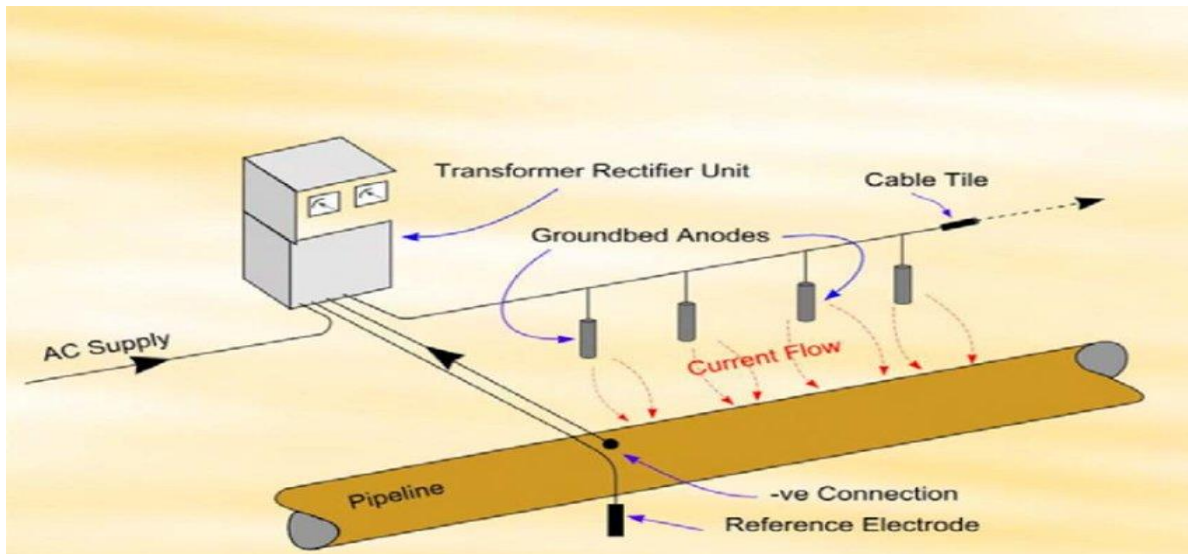 Transformer Rectifier Unit
Cable Tile
Groundbed Anodes
AC Supply
Current Flow
Pipeline
-ve Connection
Reference Electrode